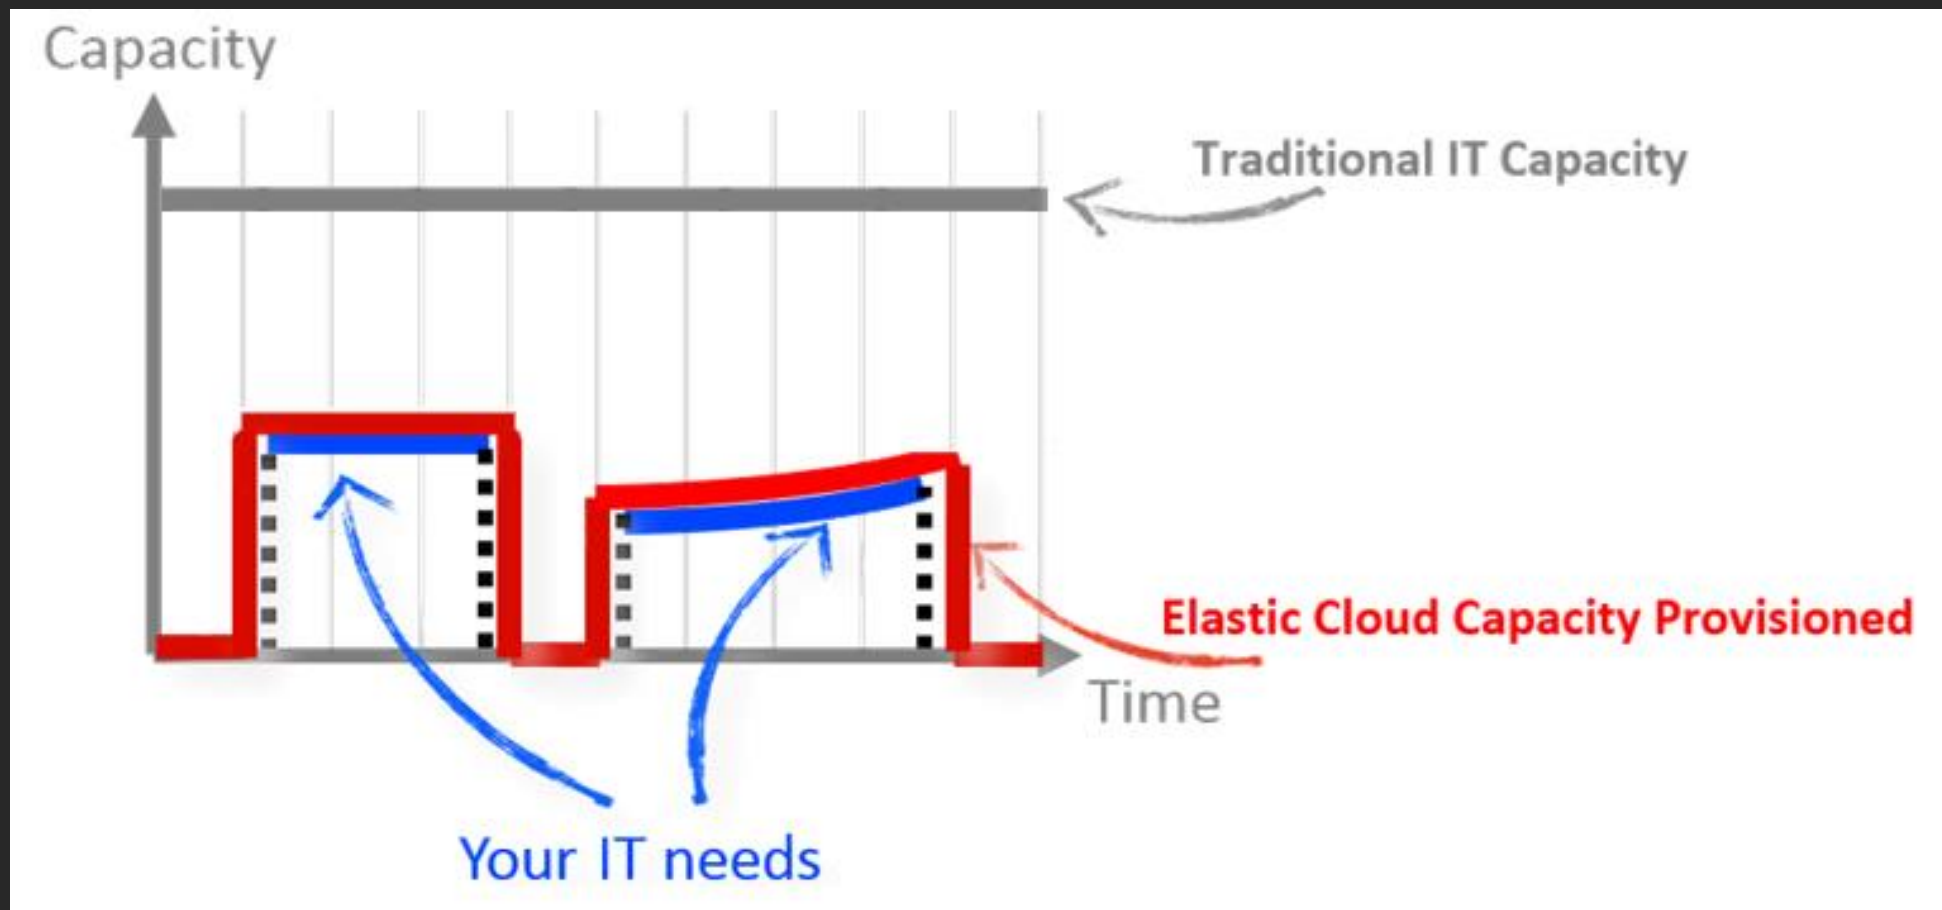 Capacity
Traditional IT Capacity
Elastic Cloud Capacity Provisioned
Time
Your IT needs